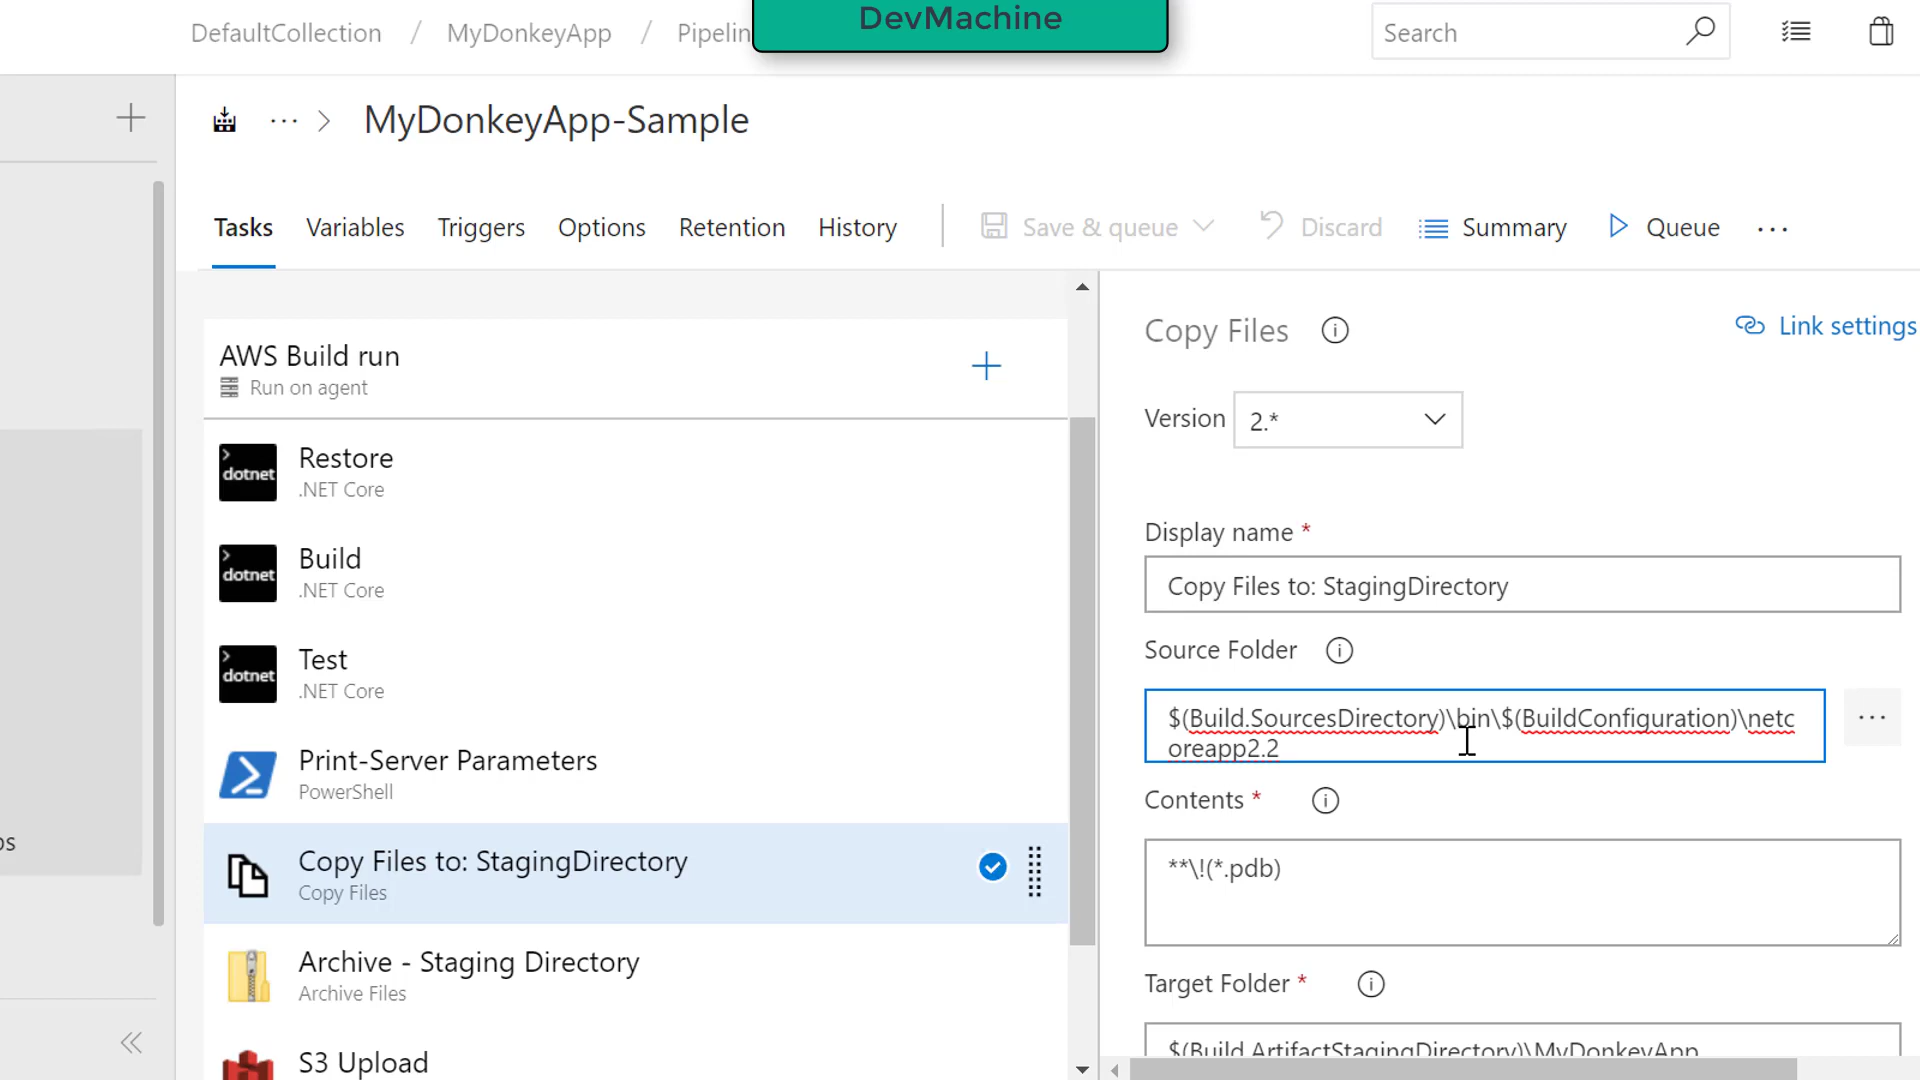 DevMachine
DefaultCollection / MyDonkeyApp / Pipelin
Search
MyDonkeyApp-Sample
Tasks Variables Triggers Options Retention History Save & queue Discard Summary Queue
AWS Build run
Run on agent
Restore
.NET Core
Build
.NET Core
Test
.NET Core
Print-Server Parameters
PowerShell
Copy Files to: StagingDirectory
Copy Files
Archive - Staging Directory
Archive Files
S3 Upload
> dotnet
> dotnet
> dotnet
os
Copy Files
Link settings
Version 2.*
Display name *
Copy Files to: StagingDirectory
Source Folder
$(Build.SourcesDirectory)\bin\$(BuildConfiguration)\netc
oreapp2.2
Contents *
**\!(*.pdb)
Target Folder *
$(Build.ArtifactStagingDirectory)\MyDonkeyApp